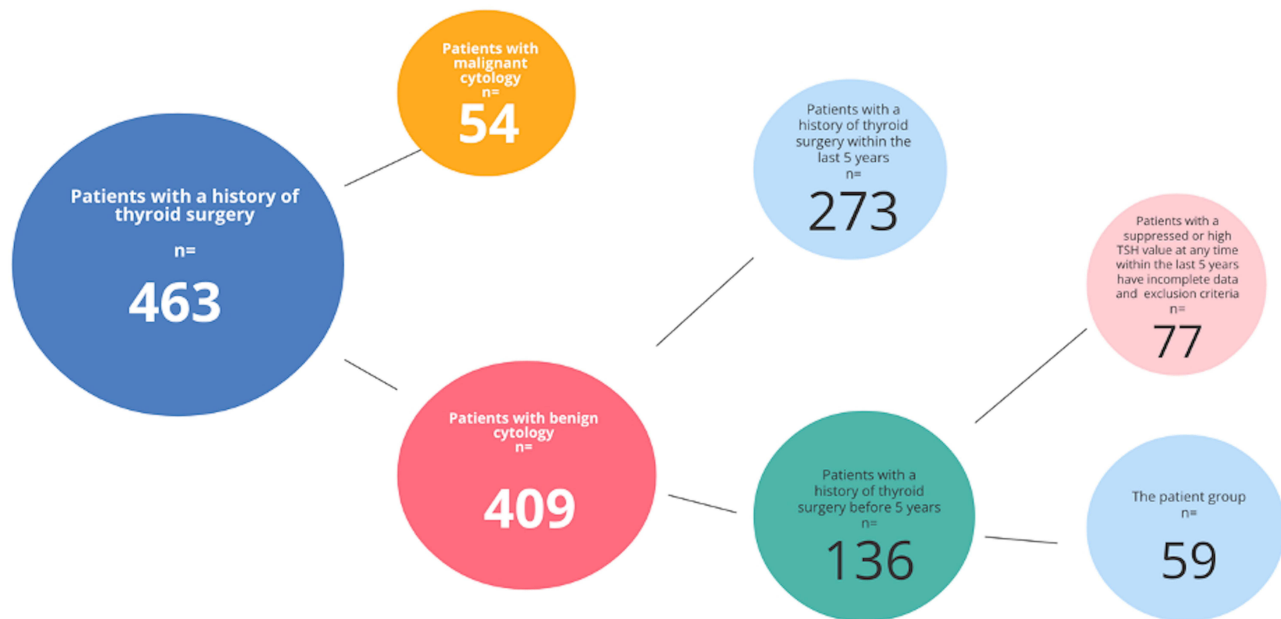 Patients with a history of
thyroid surgery
n=
463
Patients with
malignant
cytology
n=
54
Patients with benign
cytology
n=
409
Patients with a
history of thyroid
surgery within the
last 5 years
n=
273
Patients with a
history of thyroid
surgery before 5 years
n=
136
Patients with a
suppressed or high
TSH value at any time
within the last 5 years
have incomplete data
and exclusion criteria
n=
77
The patient group
n=
59